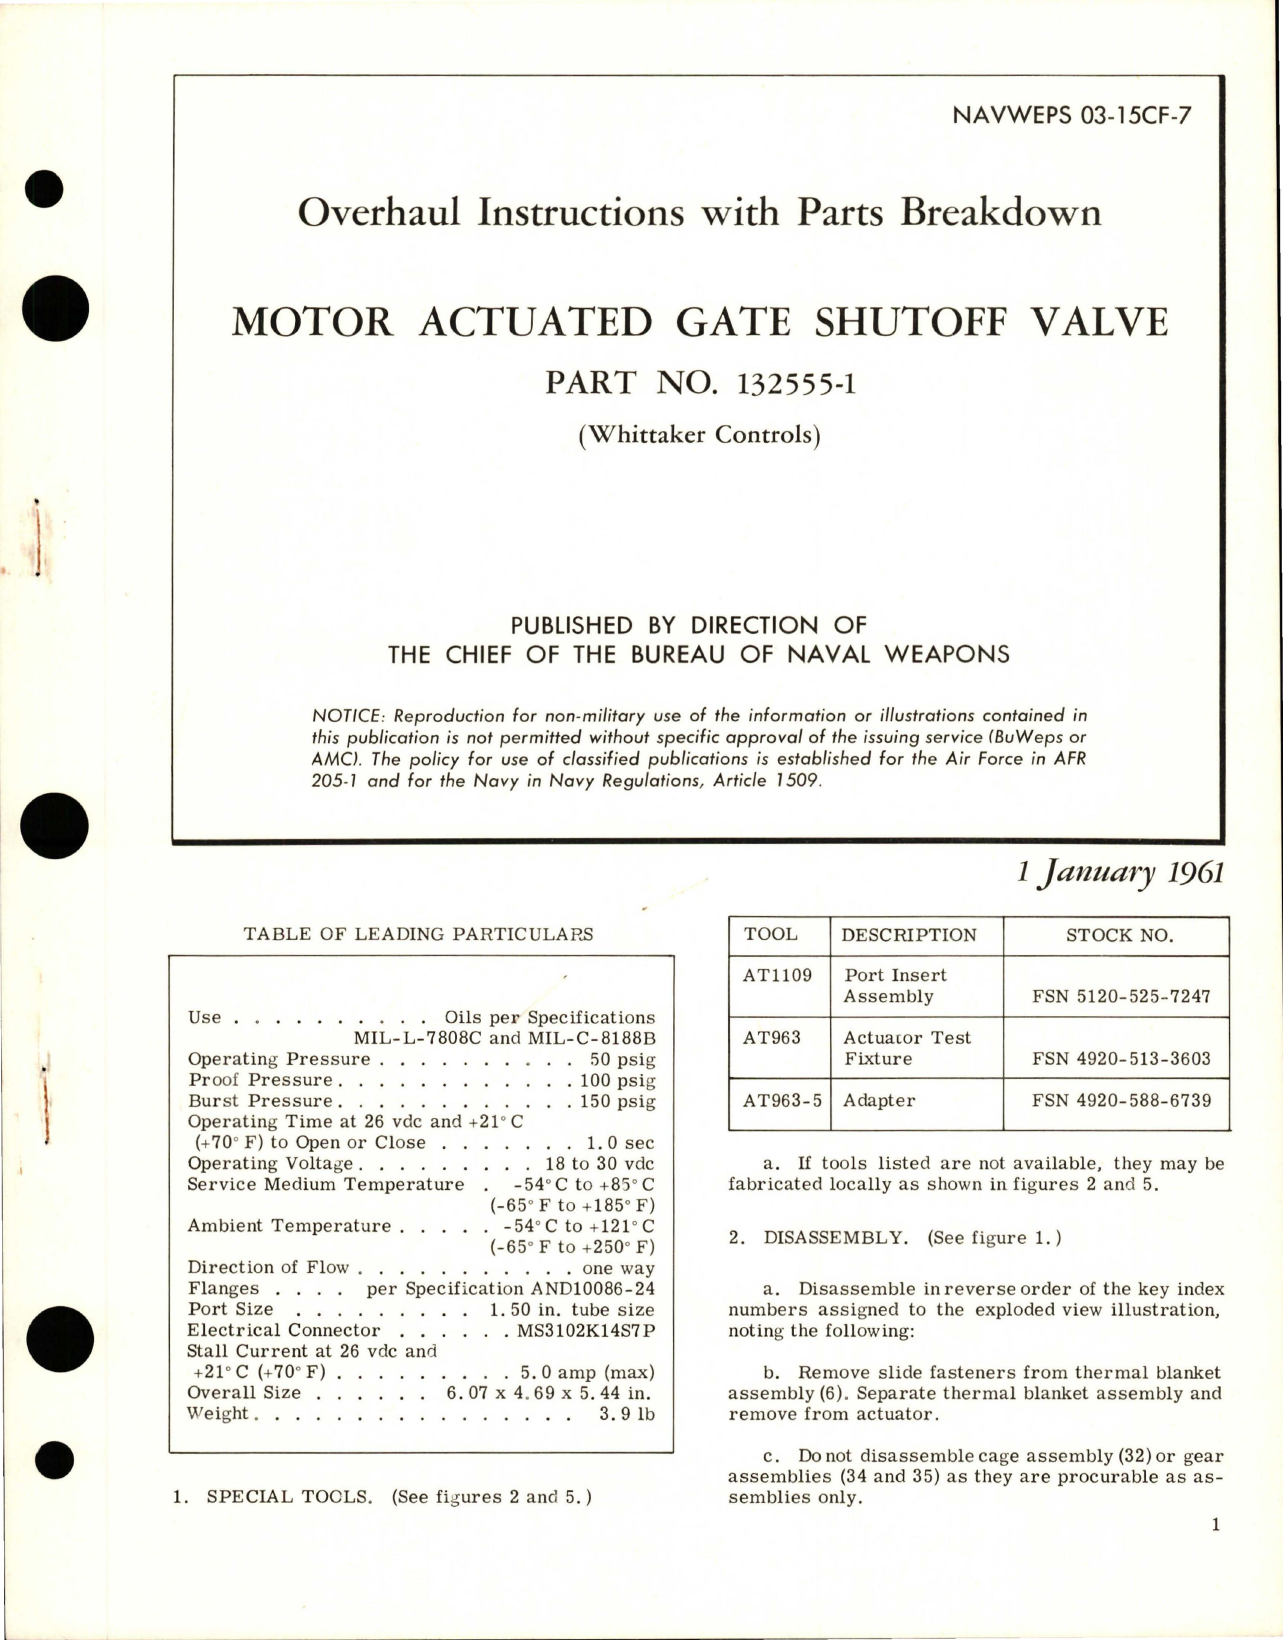 NAVWEPS 03-15CF-7
Overhaul Instructions with Parts Breakdown
MOTOR ACTUATED GATE SHUTOFF VALVE
PART NO. 132555-1
(Whittaker Controls)
PUBLISHED BY DIRECTION OF
THE CHIEF OF THE BUREAU OF NAVAL WEAPONS
NOTICE: Reproduction for non-military use of the information or illustrations contained in
this publication is not permitted without specific approval of the issuing service (BuWeps or
AMC). The policy for use of classified publications is established for the Air Force in AFR
205-1 and for the Navy in Navy Regulations, Article 1509.
1 January 1961
TABLE OF LEADING PARTICULARS
Use . . . . . . . . . . Oils per Specifications
MIL-L-7808C and MIL-C-8188B
Operating Pressure . . . . . . . . . . 50 psig
Proof Pressure . . . . . . . . . . . . 100 psig
Burst Pressure . . . . . . . . . . . . 150 psig
Operating Time at 26 vdc and +21°C
(+70°F) to Open or Close . . . . . . . 1.0 sec
Operating Voltage . . . . . . . . . 18 to 30 vdc
Service Medium Temperature . -54°C to +85°C
(-65°F to +185°F)
Ambient Temperature . . . . . -54°C to +121°C
(-65°F to +250°F)
Direction of Flow . . . . . . . . . . . one way
Flanges . . . . per Specification AND10086-24
Port Size . . . . . . . . . 1.50 in. tube size
Electrical Connector . . . . . . MS3102K14S7P
Stall Current at 26 vdc and
+21°C (+70°F) . . . . . . . . . 5.0 amp (max)
Overall Size . . . . . . 6.07 x 4.69 x 5.44 in.
Weight . . . . . . . . . . . . . . . . 3.9 lb
1. SPECIAL TOOLS. (See figures 2 and 5.)
TOOL DESCRIPTION STOCK NO.
AT1109 Port Insert
Assembly FSN 5120-525-7247
AT963 Actuator Test
Fixture FSN 4920-513-3603
AT963-5 Adapter FSN 4920-588-6739
a. If tools listed are not available, they may be
fabricated locally as shown in figures 2 and 5.
2. DISASSEMBLY. (See figure 1.)
a. Disassemble in reverse order of the key index
numbers assigned to the exploded view illustration,
noting the following:
b. Remove slide fasteners from thermal blanket
assembly (6). Separate thermal blanket assembly and
remove from actuator.
c. Do not disassemble cage assembly (32) or gear
assemblies (34 and 35) as they are procurable as as-
semblies only.
1